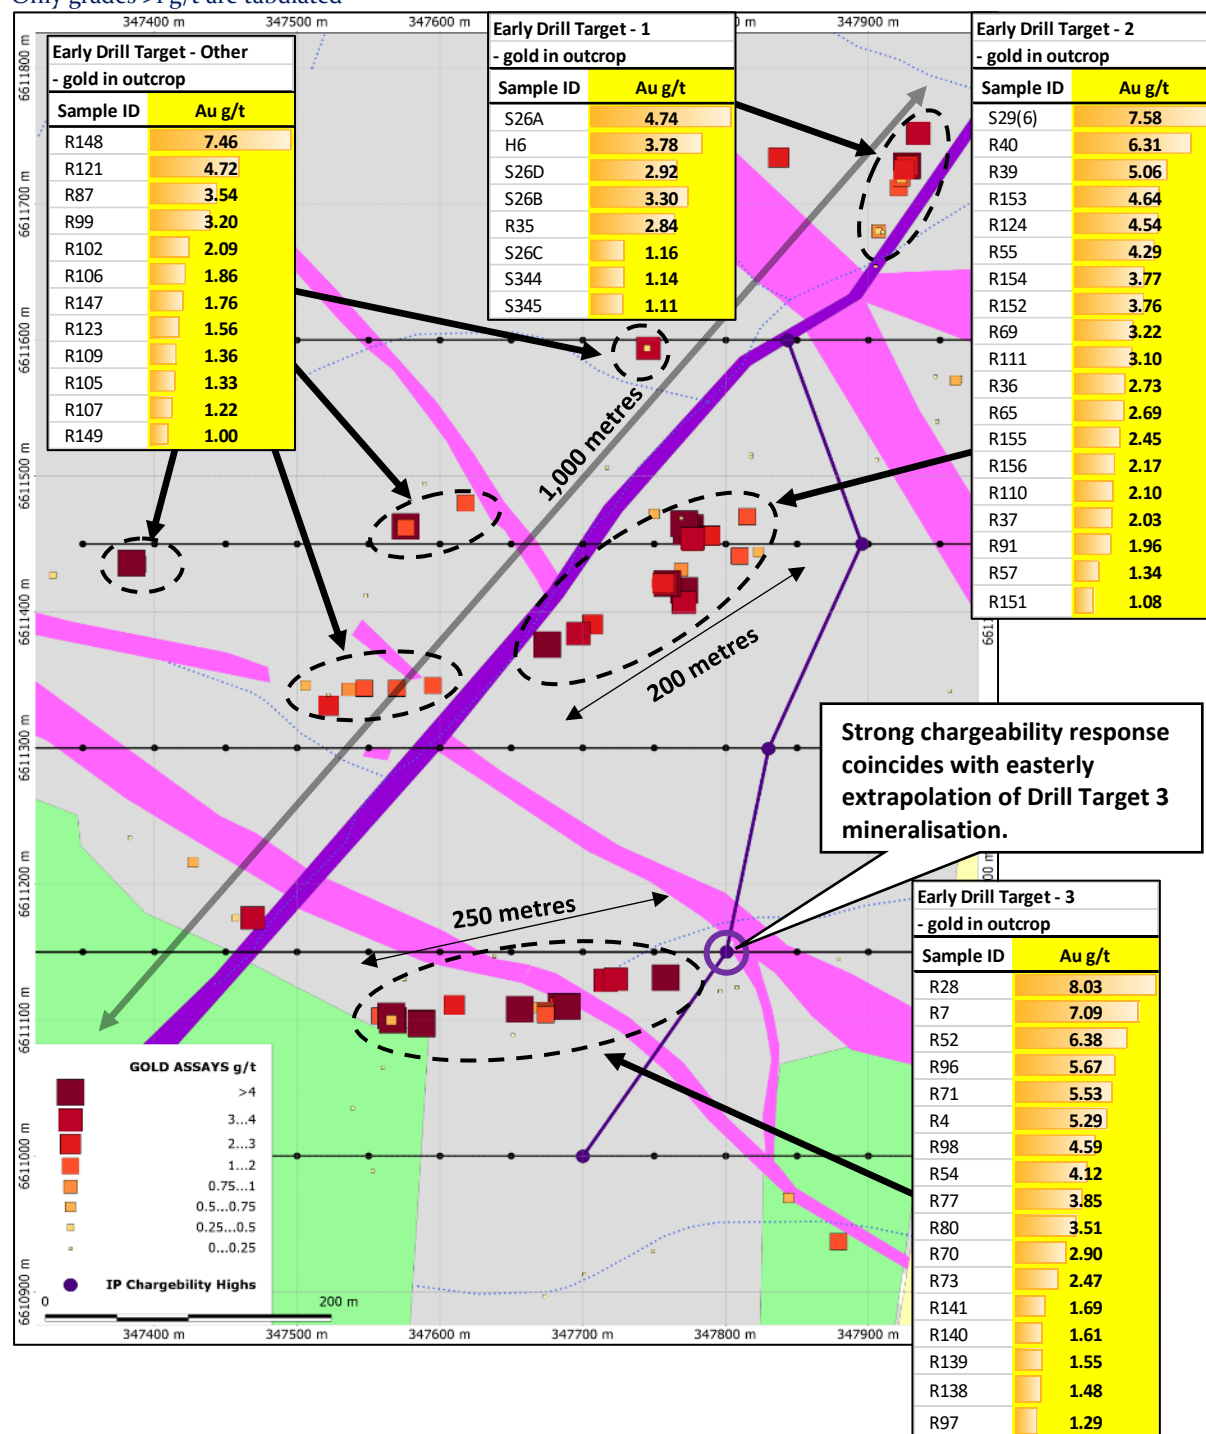 Only grades >1 g/t are tabulated
347400 m
347500 m
347600 m
0 m
347900 m
6611800 m
6611700 m
6611600 m
6611500 m
6611400 m
6611300 m
6611200 m
6611100 m
6611000 m
6610900 m
Early Drill Target - Other
- gold in outcrop
Sample ID Au g/t
R148 7.46
R121 4.72
R87 3.54
R99 3.20
R102 2.09
R106 1.86
R147 1.76
R123 1.56
R109 1.36
R105 1.33
R107 1.22
R149 1.00
Early Drill Target - 1
- gold in outcrop
Sample ID Au g/t
S26A 4.74
H6 3.78
S26D 2.92
S26B 3.30
R35 2.84
S26C 1.16
S344 1.14
S345 1.11
Early Drill Target - 2
- gold in outcrop
Sample ID Au g/t
S29(6) 7.58
R40 6.31
R39 5.06
R153 4.64
R124 4.54
R55 4.29
R154 3.77
R152 3.76
R69 3.22
R111 3.10
R36 2.73
R65 2.69
R155 2.45
R156 2.17
R110 2.10
R37 2.03
R91 1.96
R57 1.34
R151 1.08
1,000 metres
200 metres
Strong chargeability response
coincides with easterly
extrapolation of Drill Target 3
mineralisation.
250 metres
Early Drill Target - 3
- gold in outcrop
Sample ID Au g/t
R28 8.03
R7 7.09
R52 6.38
R96 5.67
R71 5.53
R4 5.29
R98 4.59
R54 4.12
R77 3.85
R80 3.51
R70 2.90
R73 2.47
R141 1.69
R140 1.61
R139 1.55
R138 1.48
R97 1.29
GOLD ASSAYS g/t
>4
3...4
2...3
1...2
0.75...1
0.5...0.75
0.25...0.5
0...0.25
IP Chargebility Highs
0 200 m
347400 m
347500 m
347600 m
347700 m
347800 m
347900 m